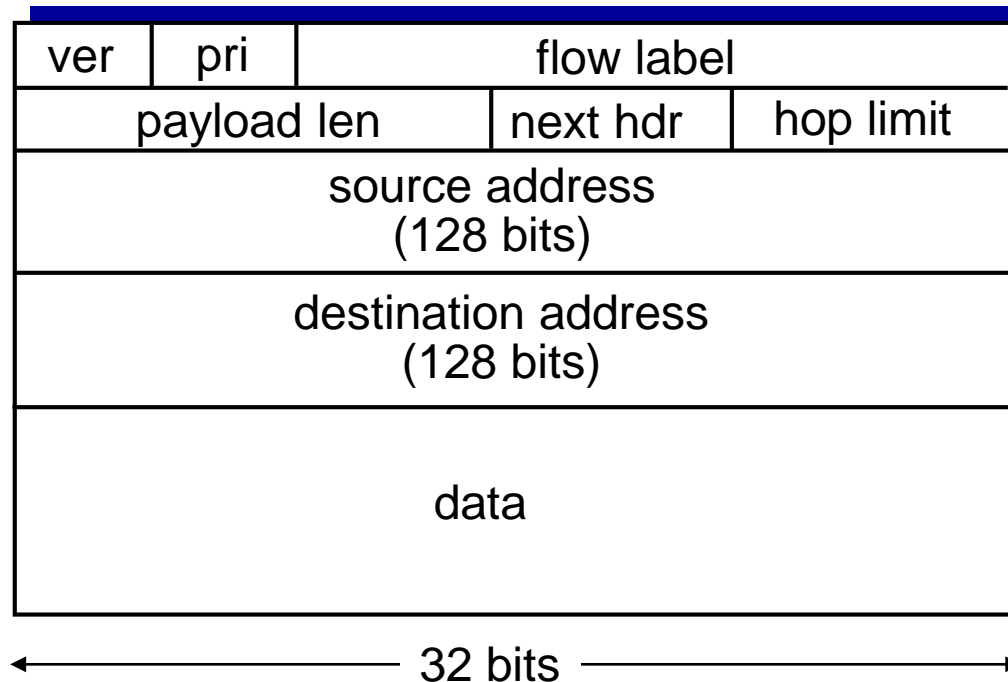 ver pri flow label
payload len next hdr hop limit
source address
(128 bits)
destination address
(128 bits)
data
32 bits